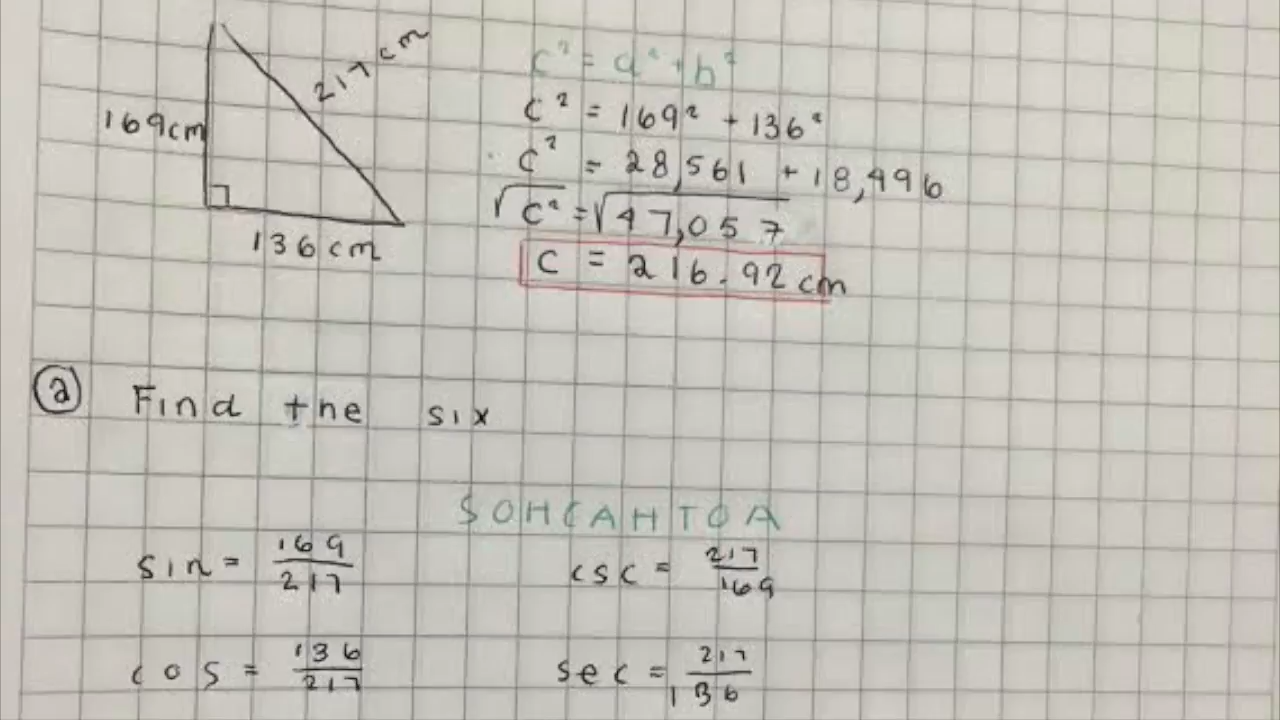 217 cm
169cm
136 cm
c² = a² + b²
c² = 169² + 136²
c² = 28,561 + 18,496
√c² = √47,057
c = 216.92 cm
② Find the six
SOHCAHTOA
sin = 169/217
csc = 217/169
cos = 136/217
sec = 217/136